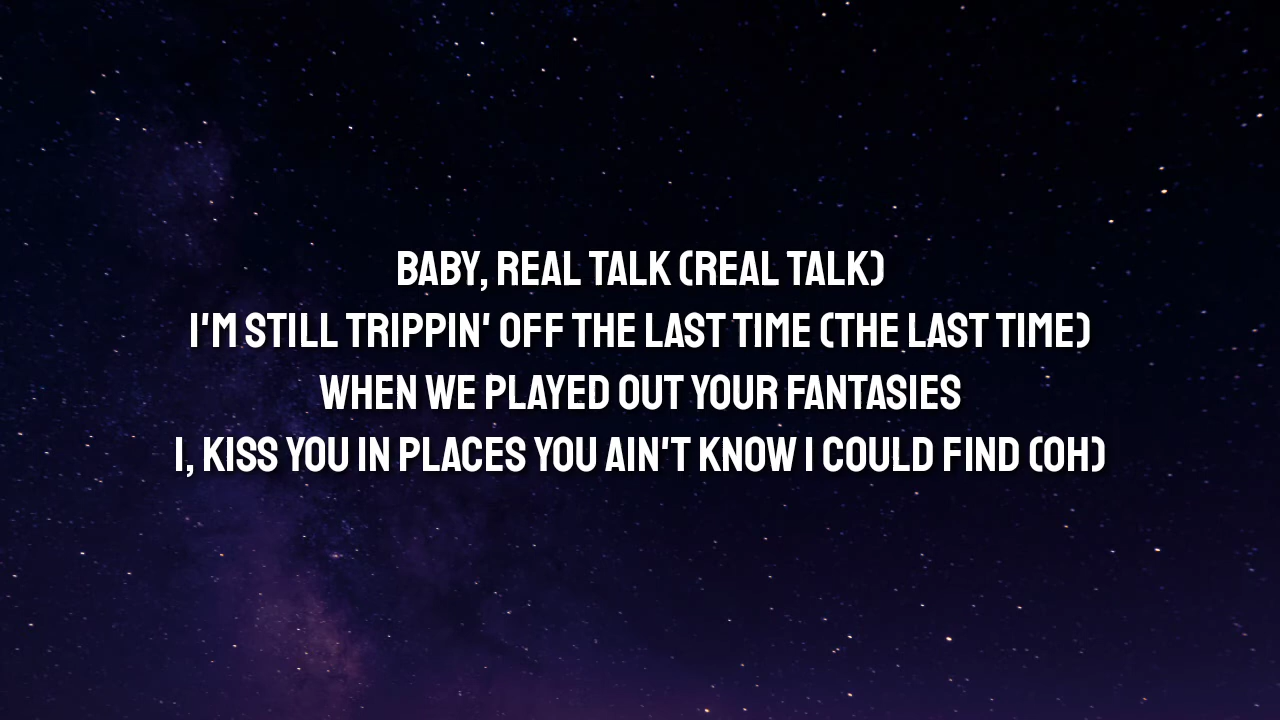 BABY, REAL TALK (REAL TALK)
I'M STILL TRIPPIN' OFF THE LAST TIME (THE LAST TIME)
WHEN WE PLAYED OUT YOUR FANTASIES
I, KISS YOU IN PLACES YOU AIN'T KNOW I COULD FIND (OH)